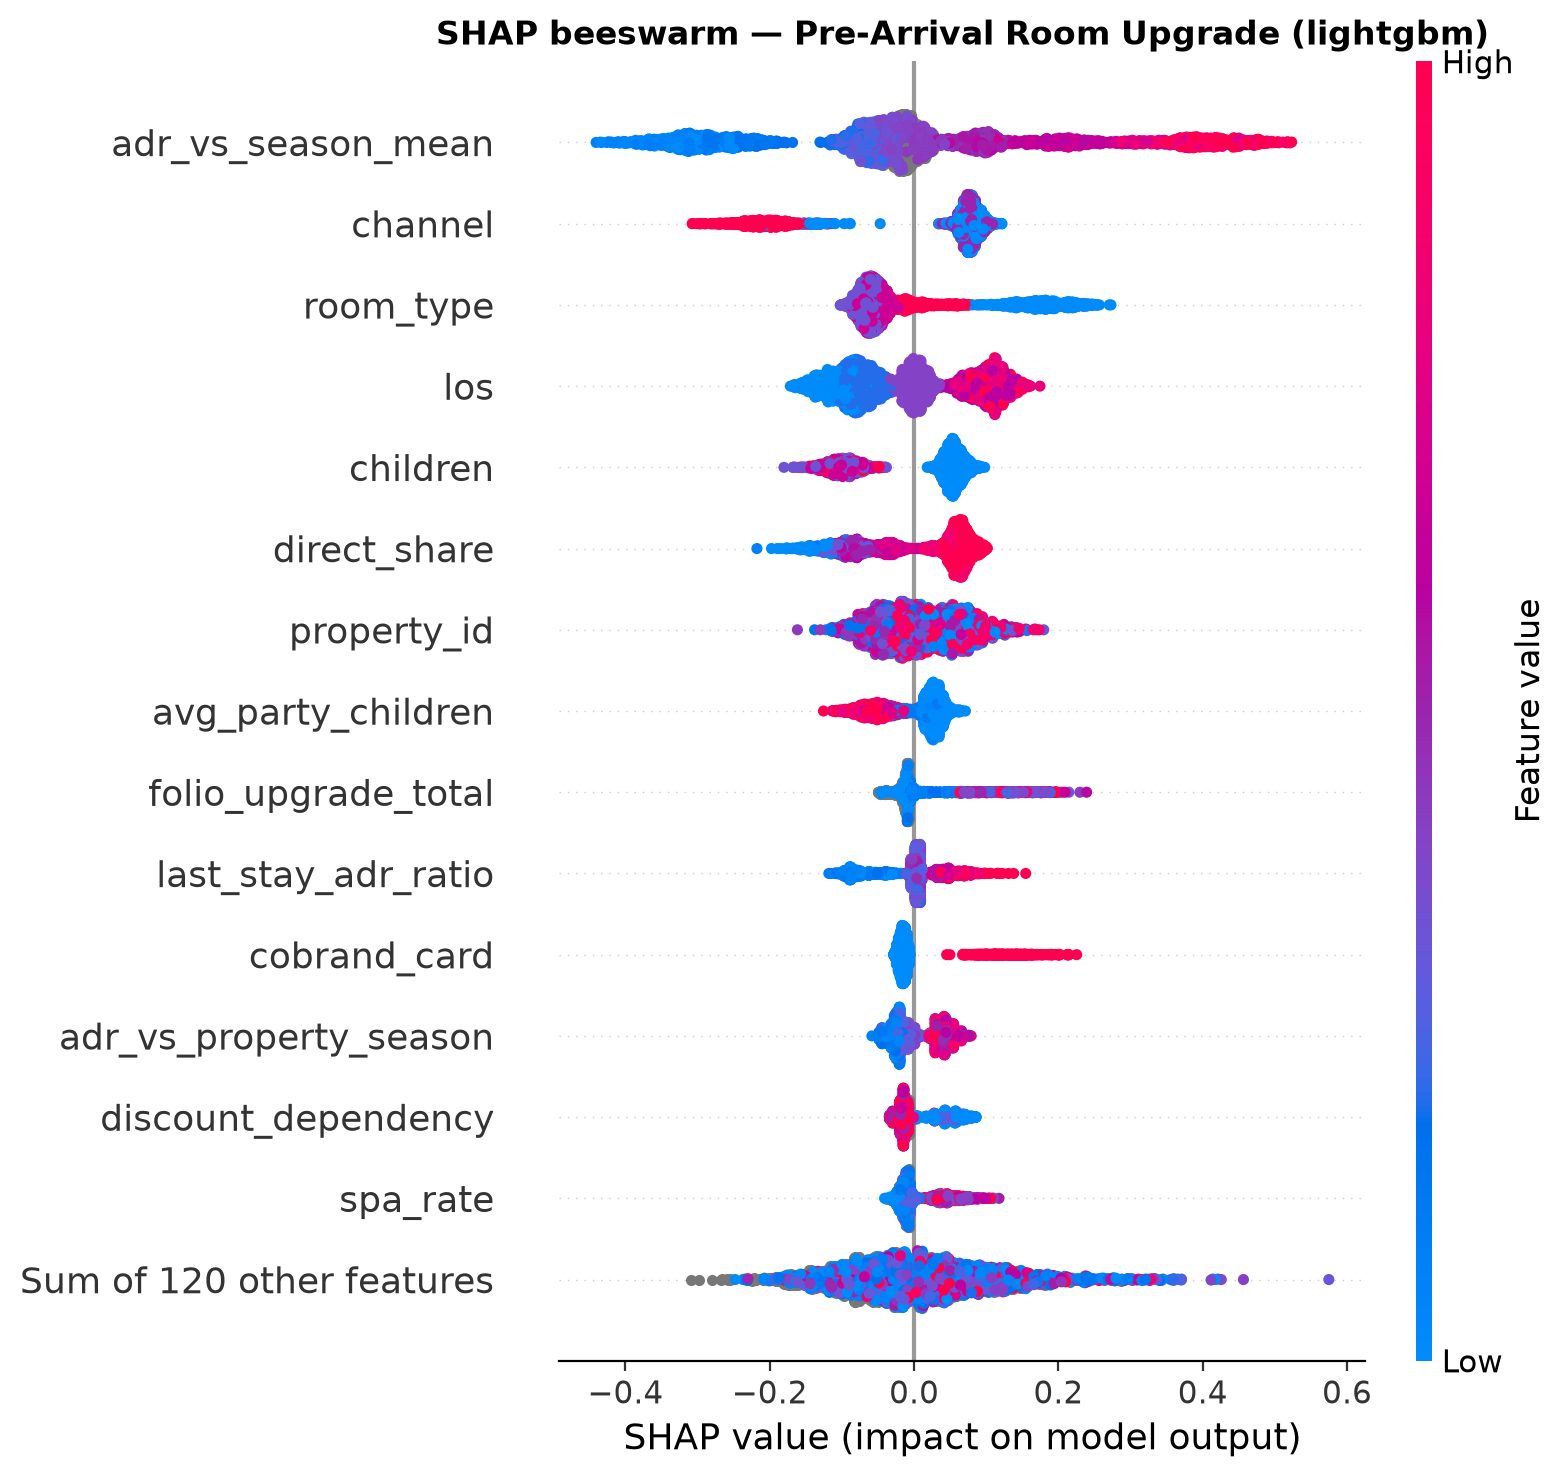 SHAP beeswarm — Pre-Arrival Room Upgrade (lightgbm)
High
adr_vs_season_mean
channel
room_type
los
children
direct_share
property_id
avg_party_children
folio_upgrade_total
last_stay_adr_ratio
cobrand_card
adr_vs_property_season
discount_dependency
spa_rate
Sum of 120 other features
Feature value
Low
−0.4 −0.2 0.0 0.2 0.4 0.6
SHAP value (impact on model output)